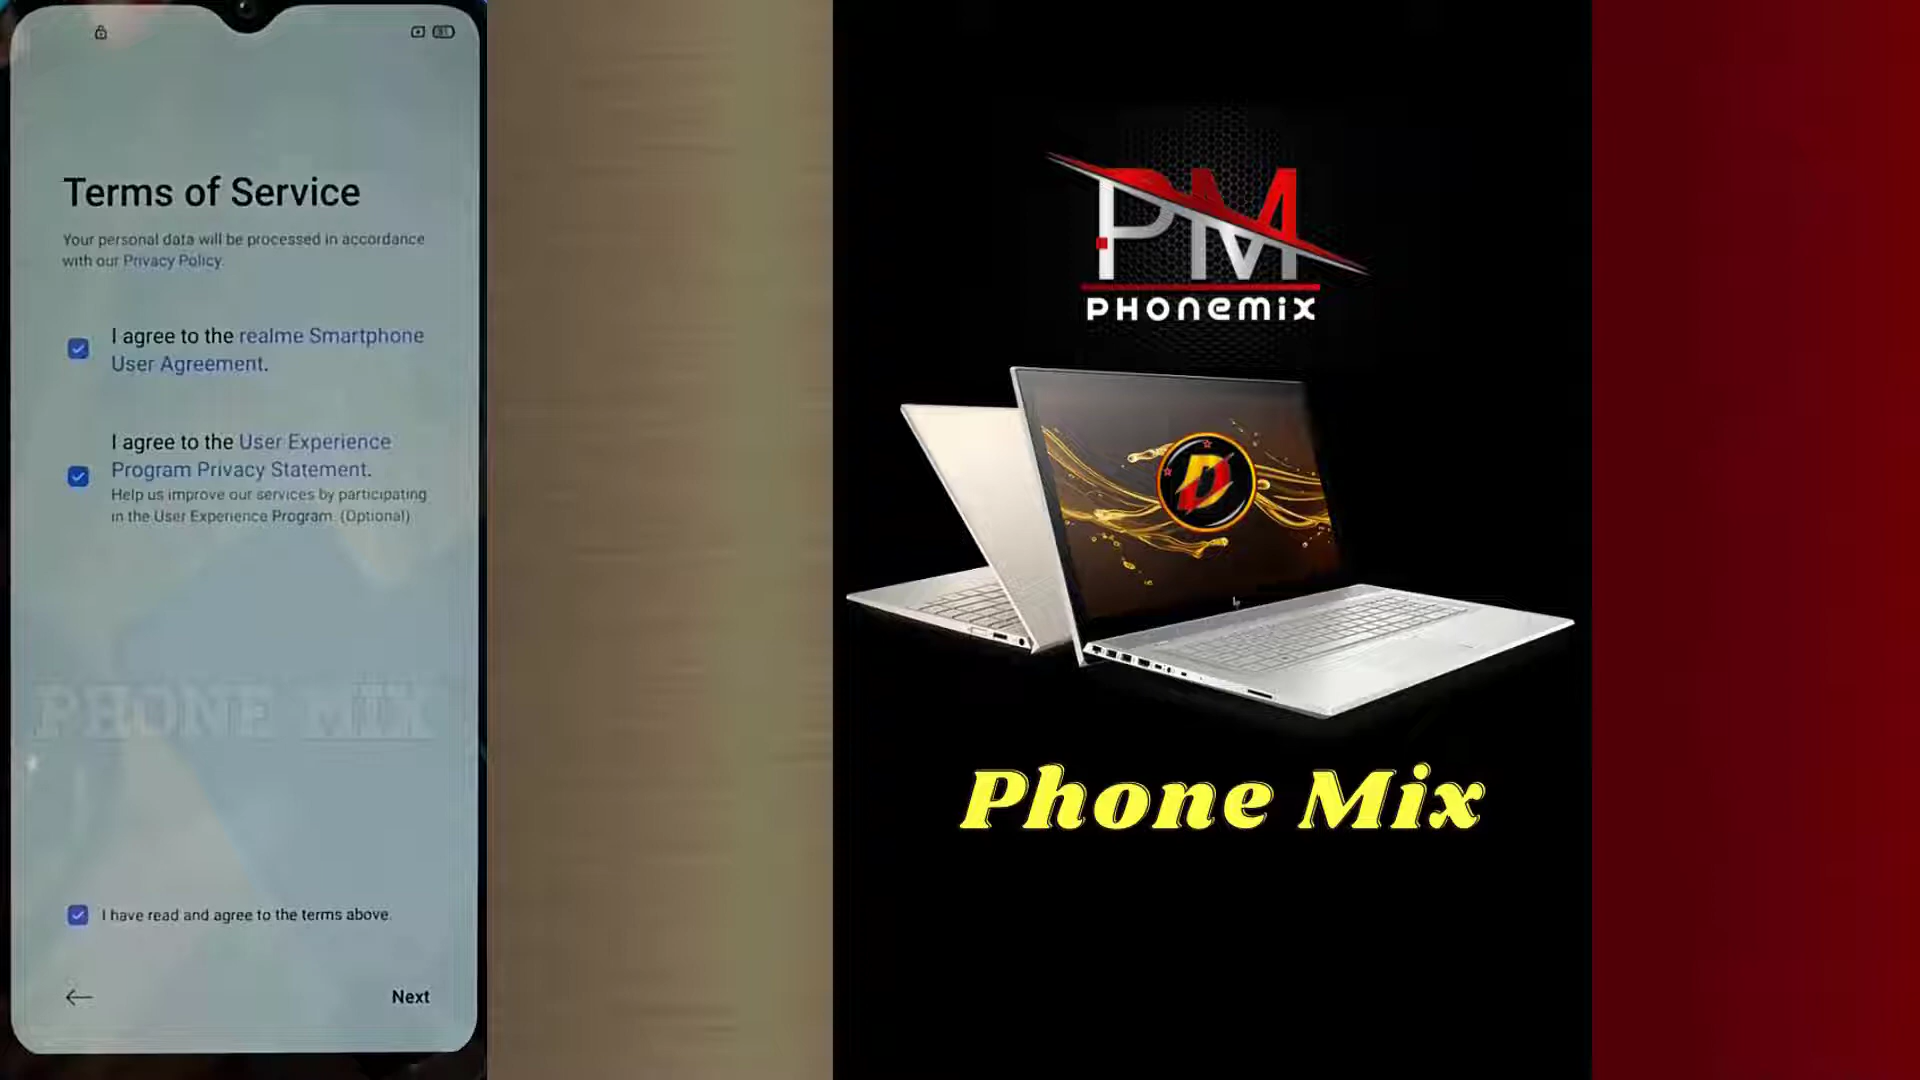 Terms of Service
Your personal data will be processed in accordance
with our Privacy Policy.
I agree to the realme Smartphone
User Agreement.
I agree to the User Experience
Program Privacy Statement.
Help us improve our services by participating
in the User Experience Program. (Optional)
PHONE MIX
I have read and agree to the terms above.
Next
PM
PHONEMIX
D
hp
Phone Mix